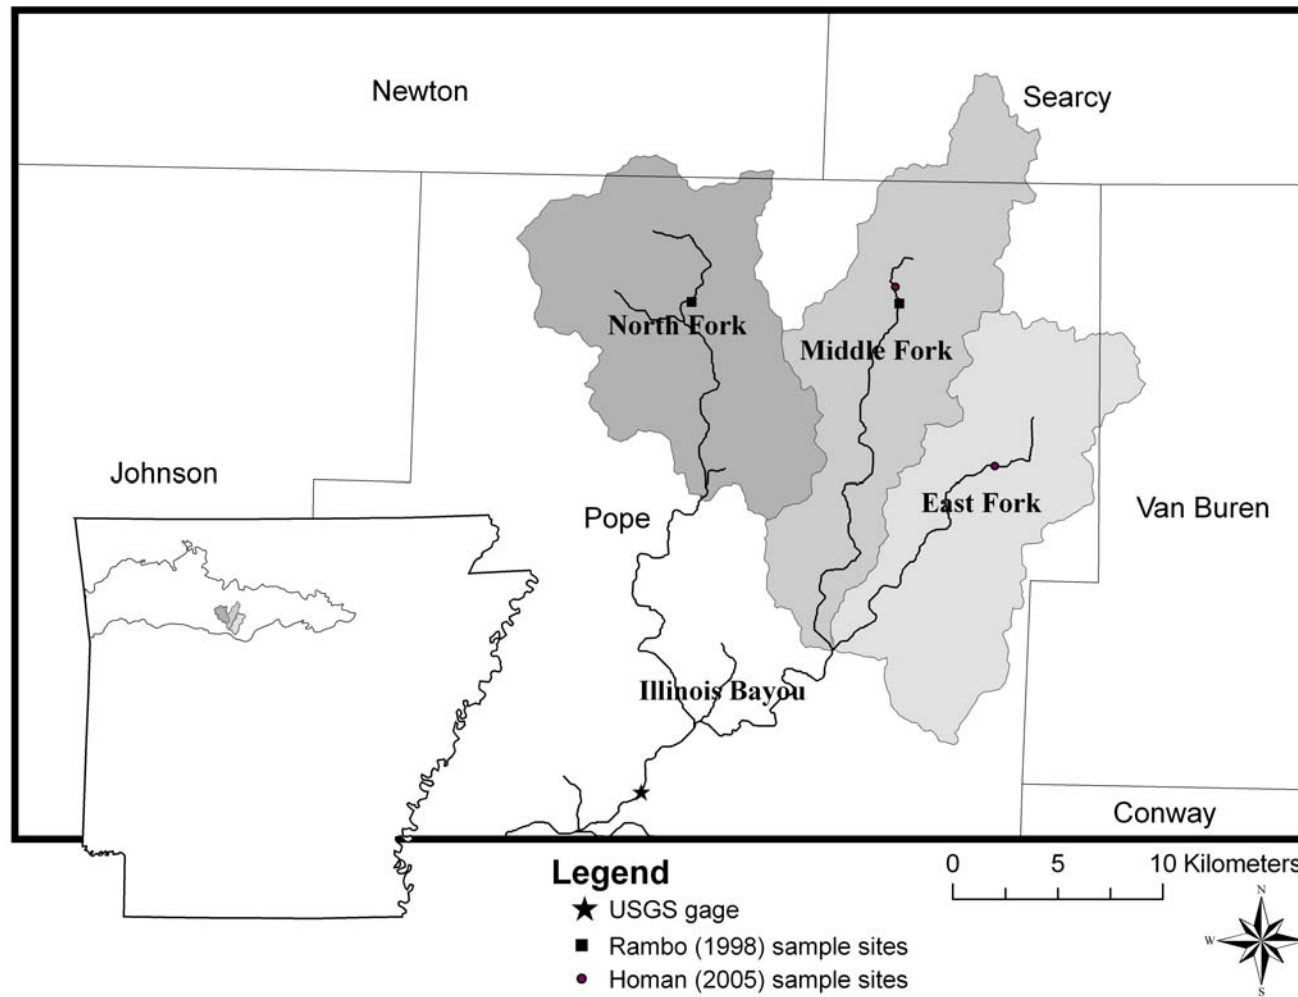 Newton
Searcy
North Fork
Middle Fork
Johnson
East Fork
Van Buren
Pope
Illinois Bayou
Conway
Legend
USGS gage
Rambo (1998) sample sites
Homan (2005) sample sites
0 5 10 Kilometers
N
W
S